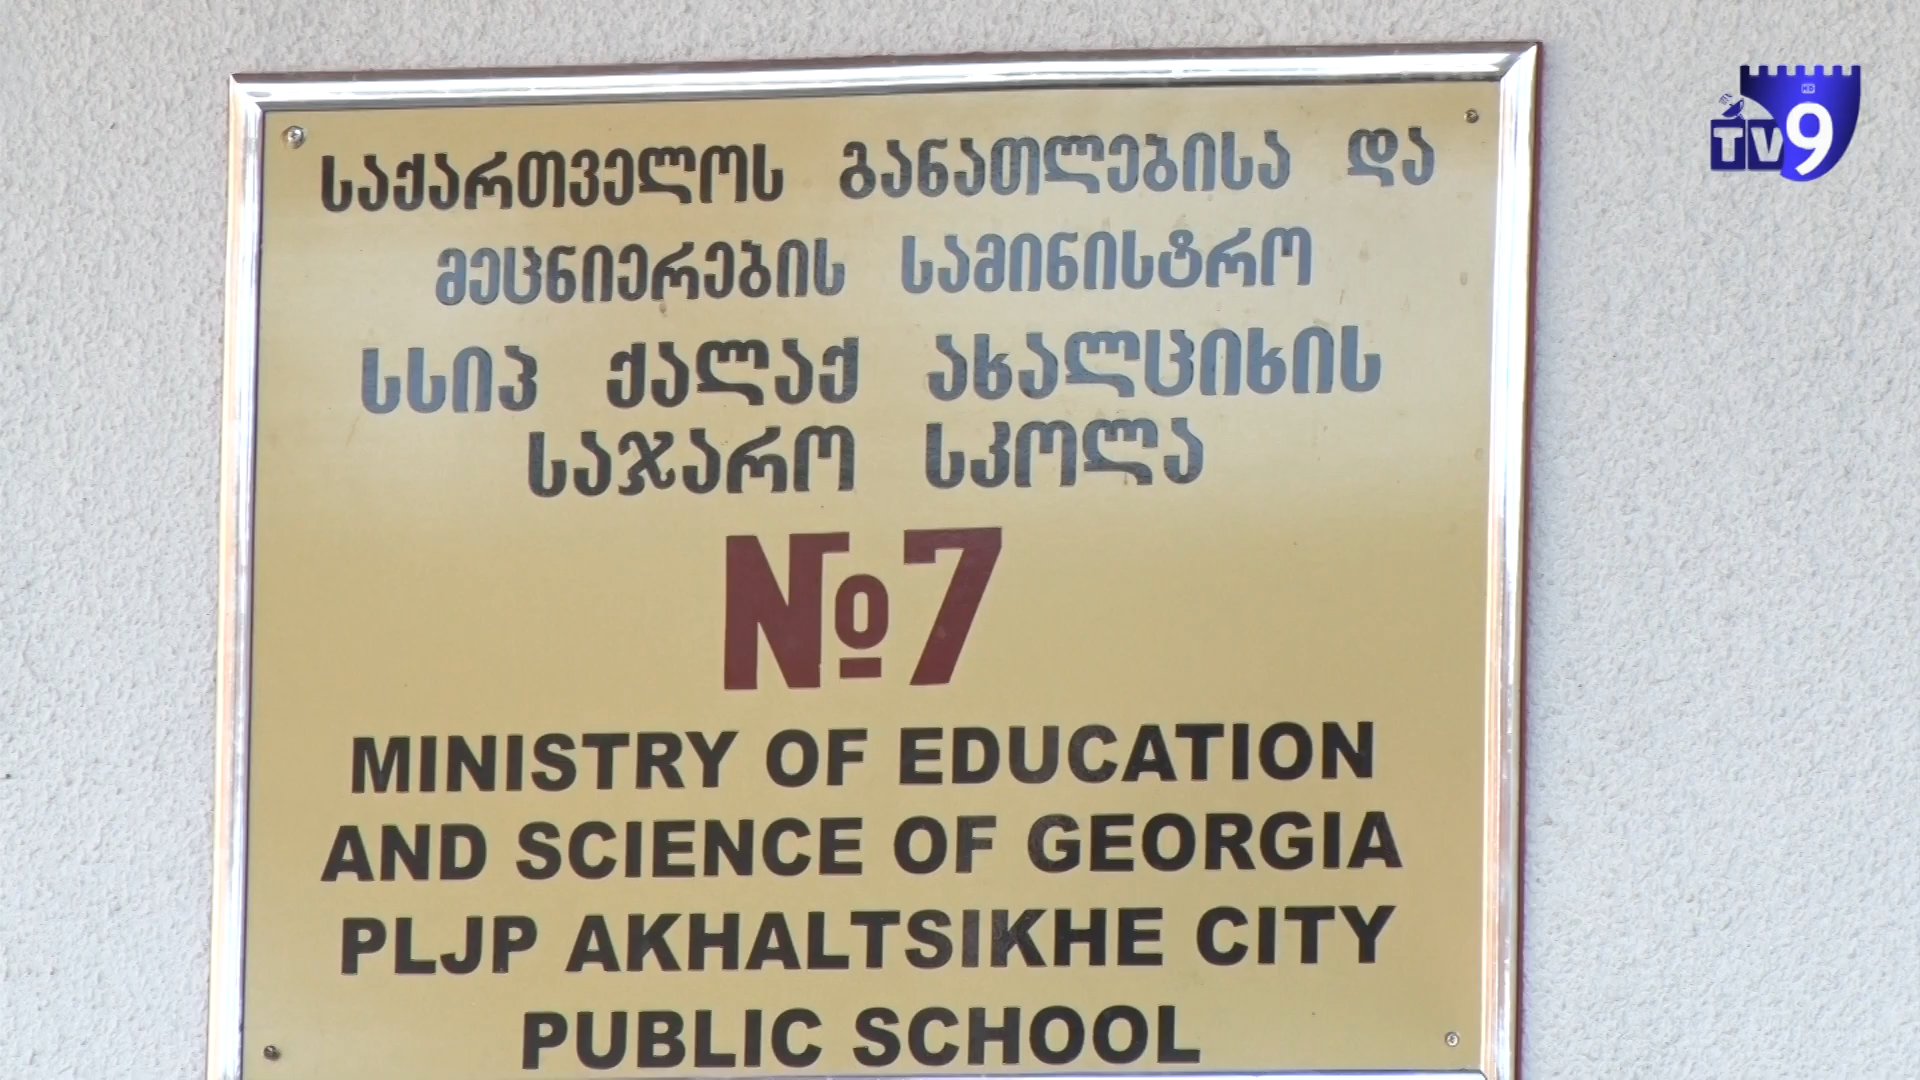 საქართველოს განათლებისა და
მეცნიერების სამინისტრო
სსიპ ქალაქ ახალციხის
საჯარო სკოლა
№7
MINISTRY OF EDUCATION
AND SCIENCE OF GEORGIA
PLJP AKHALTSIKHE CITY
PUBLIC SCHOOL
HD
TV9